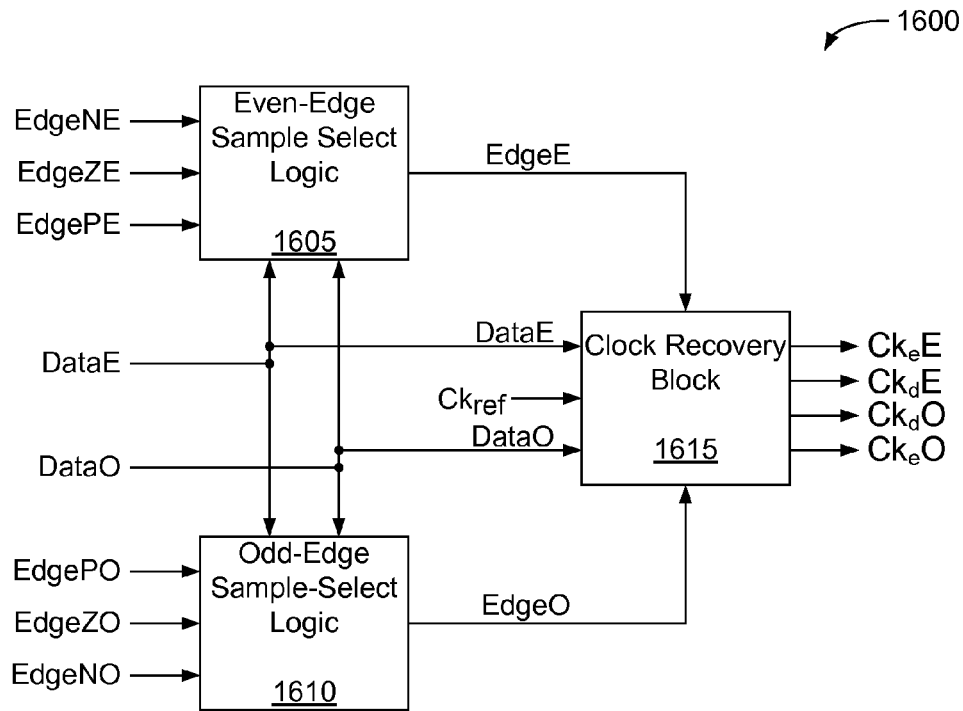 1600
EdgeNE
EdgeZE
EdgePE
Even-Edge
Sample Select
Logic
1605
EdgeE
DataE
DataE
Ckref
DataO
DataO
Clock Recovery
Block
1615
CkeE
CkdE
CkdO
CkeO
EdgePO
EdgeZO
EdgeNO
Odd-Edge
Sample-Select
Logic
1610
EdgeO